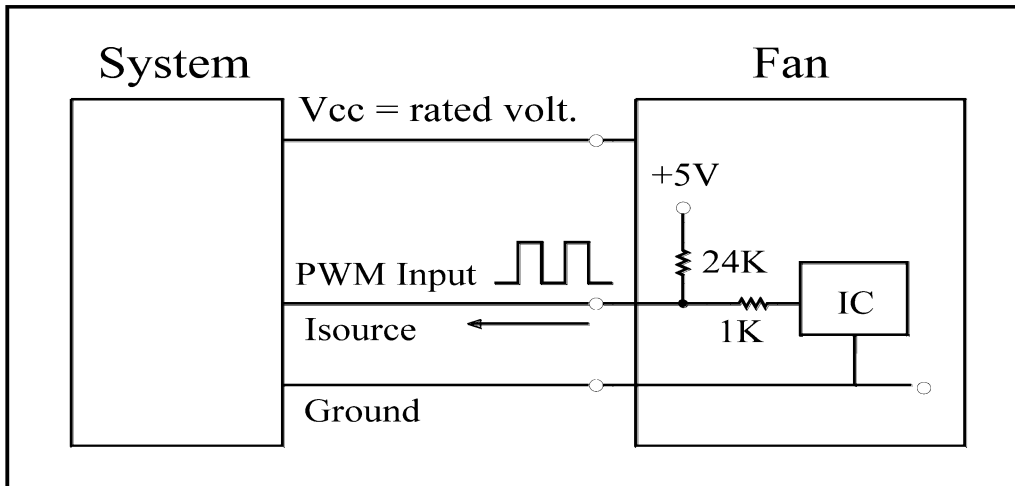 System
Fan
Vcc = rated volt.
+5V
24K
PWM Input
IC
1K
Isource
Ground